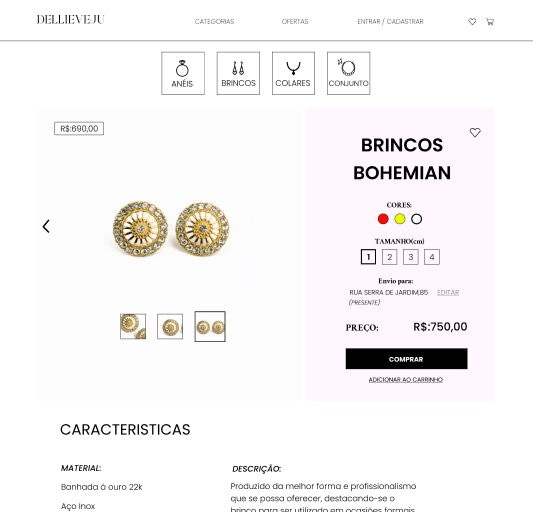 DELLIEVEJU
CATEGORIAS
OFERTAS
ENTRAR / CADASTRAR
ANÉIS
BRINCOS
COLARES
CONJUNTO
R$:690,00
BRINCOS
BOHEMIAN
CORES:
TAMANHO(cm)
1 2 3 4
Envio para:
RUA SERRA DE JARDIM,85 EDITAR
(PRESENTE)
PREÇO: R$:750,00
COMPRAR
ADICIONAR AO CARRINHO
CARACTERISTICAS
MATERIAL:
Banhada á ouro 22k
Aço Inox
DESCRIÇÃO:
Produzido da melhor forma e profissionalismo
que se possa oferecer, destacando-se o
brinco para ser utilizado em ocasiões formais